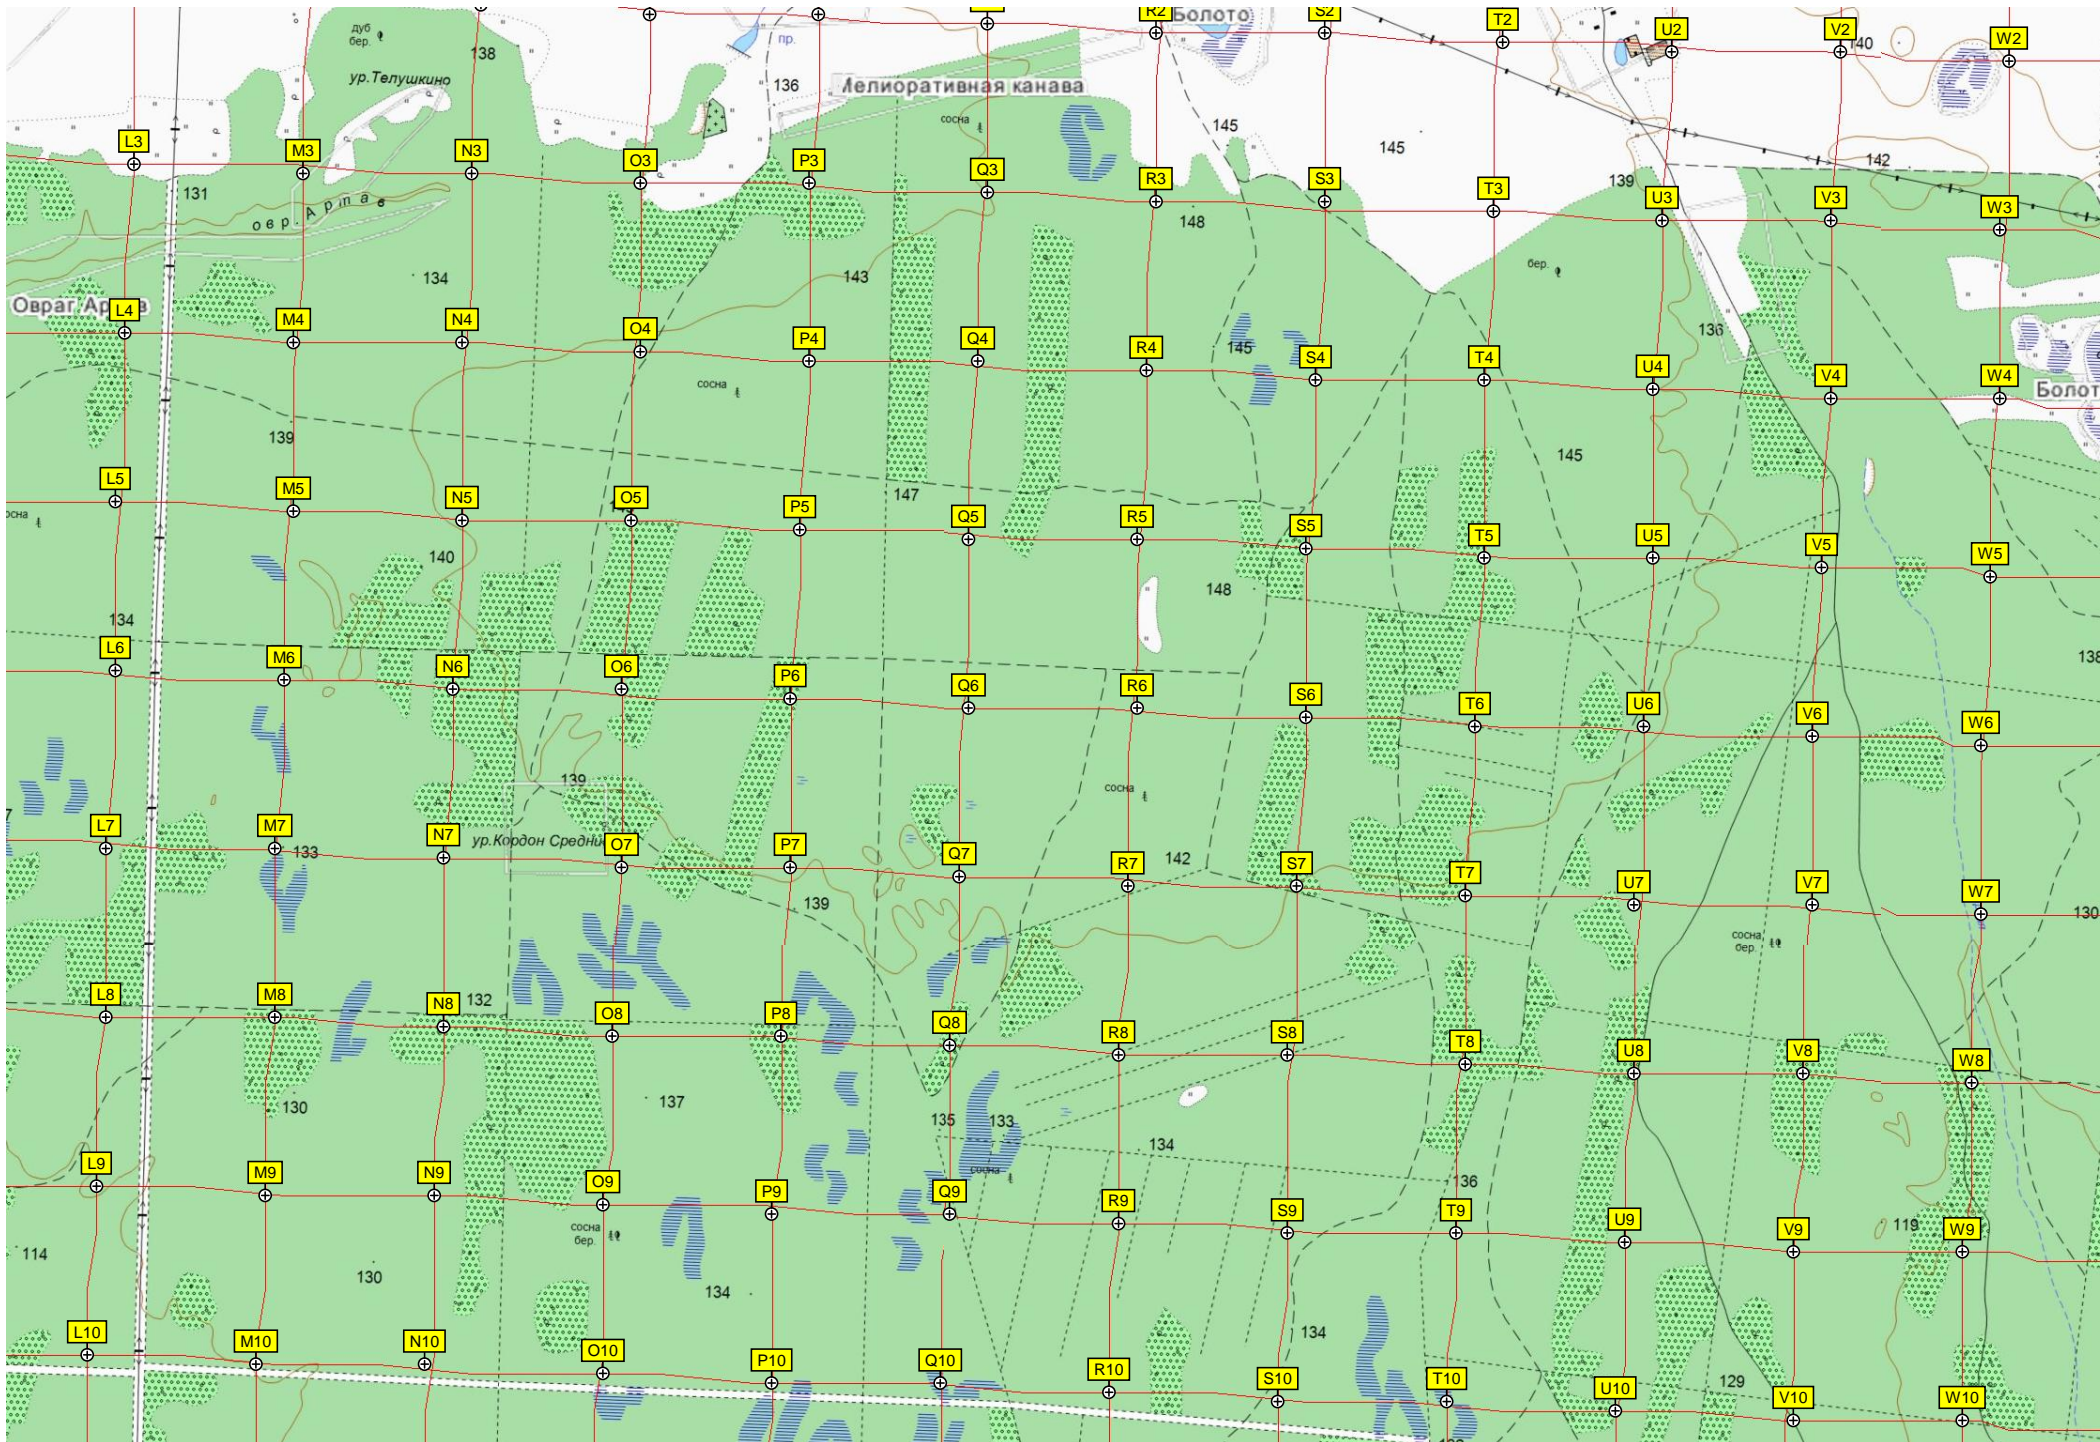 R2
S2
T2
U2
V2
W2
Болото
дуб
бер.
138
пр.
140
ур.Телушкино
136
Мелиоративная канава
сосна
145
145
142
L3
M3
N3
O3
P3
Q3
R3
S3
T3
U3
V3
W3
131
139
148
овр. Артав
134
143
бер.
Овраг Ар
в
L4
M4
N4
O4
P4
Q4
R4
S4
T4
U4
V4
W4
145
136
сосна
Болот
139
145
L5
M5
N5
O5
P5
Q5
R5
S5
T5
U5
V5
W5
147
осна
140
148
134
L6
M6
N6
O6
P6
Q6
R6
S6
T6
U6
V6
W6
138
139
сосна
7
L7
M7
N7
O7
P7
Q7
R7
S7
T7
U7
V7
W7
133
ур.Кордон Средни
142
139
130
сосна
бер.
L8
M8
N8
O8
P8
Q8
R8
S8
T8
U8
V8
W8
132
130
137
135
133
134
L9
M9
N9
O9
P9
Q9
R9
S9
T9
U9
V9
W9
сосна
136
114
сосна
бер.
119
130
134
134
L10
M10
N10
O10
P10
Q10
R10
S10
T10
U10
V10
W10
129